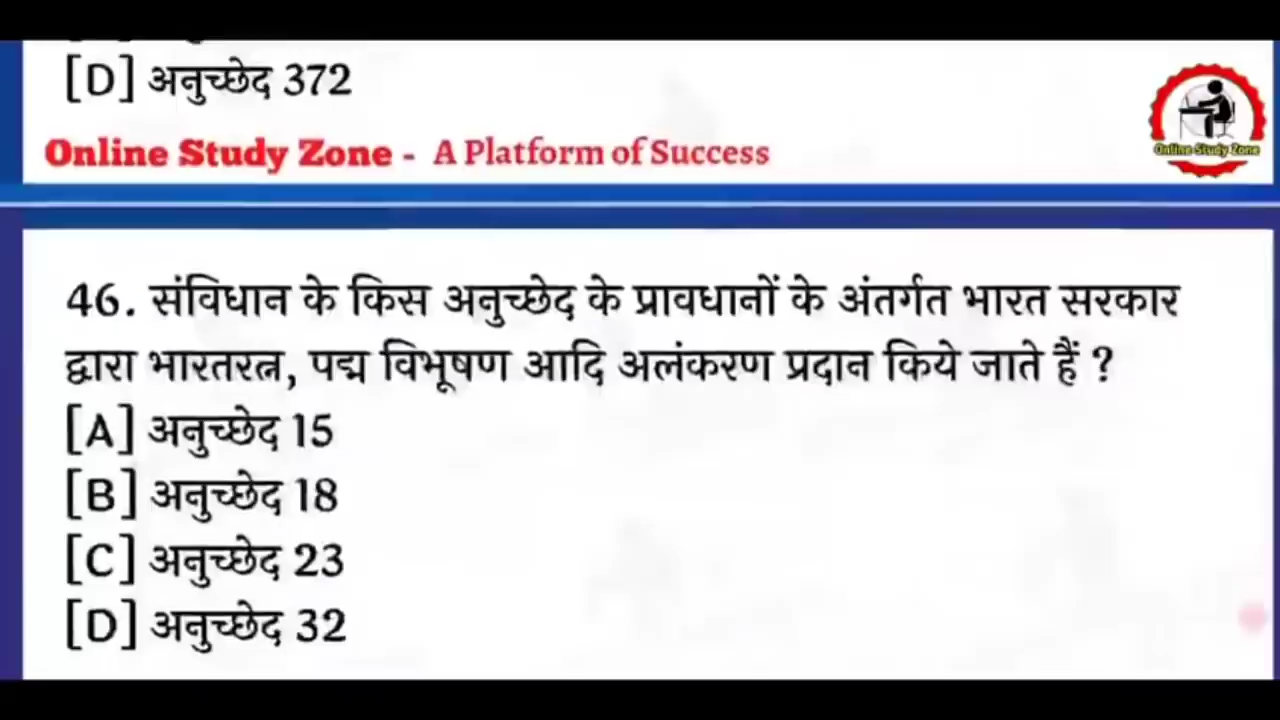 [D] अनुच्छेद 372
Online Study Zone - A Platform of Success
Online Study Zone
46. संविधान के किस अनुच्छेद के प्रावधानों के अंतर्गत भारत सरकार
द्वारा भारतरत्न, पद्म विभूषण आदि अलंकरण प्रदान किये जाते हैं ?
[A] अनुच्छेद 15
[B] अनुच्छेद 18
[C] अनुच्छेद 23
[D] अनुच्छेद 32